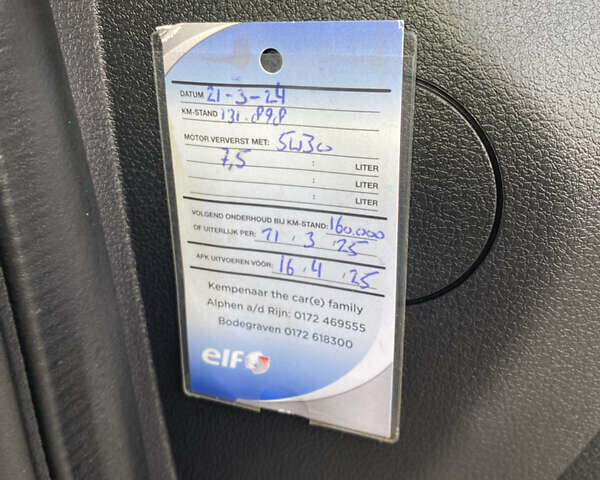 DATUM 21-3-24
KM-STAND 131.898
MOTOR VERVERST MET: 5W30
7,5 : LITER
: LITER
: LITER
VOLGEND ONDERHOUD BIJ KM-STAND: 160.000
OF UITERLIJK PER: 21 . 3 . 25
APK UITVOEREN VÓÓR: 16 . 4 . 25
Kempenaar the car(e) family
Alphen a/d Rijn: 0172 469555
Bodegraven 0172 618300
elf